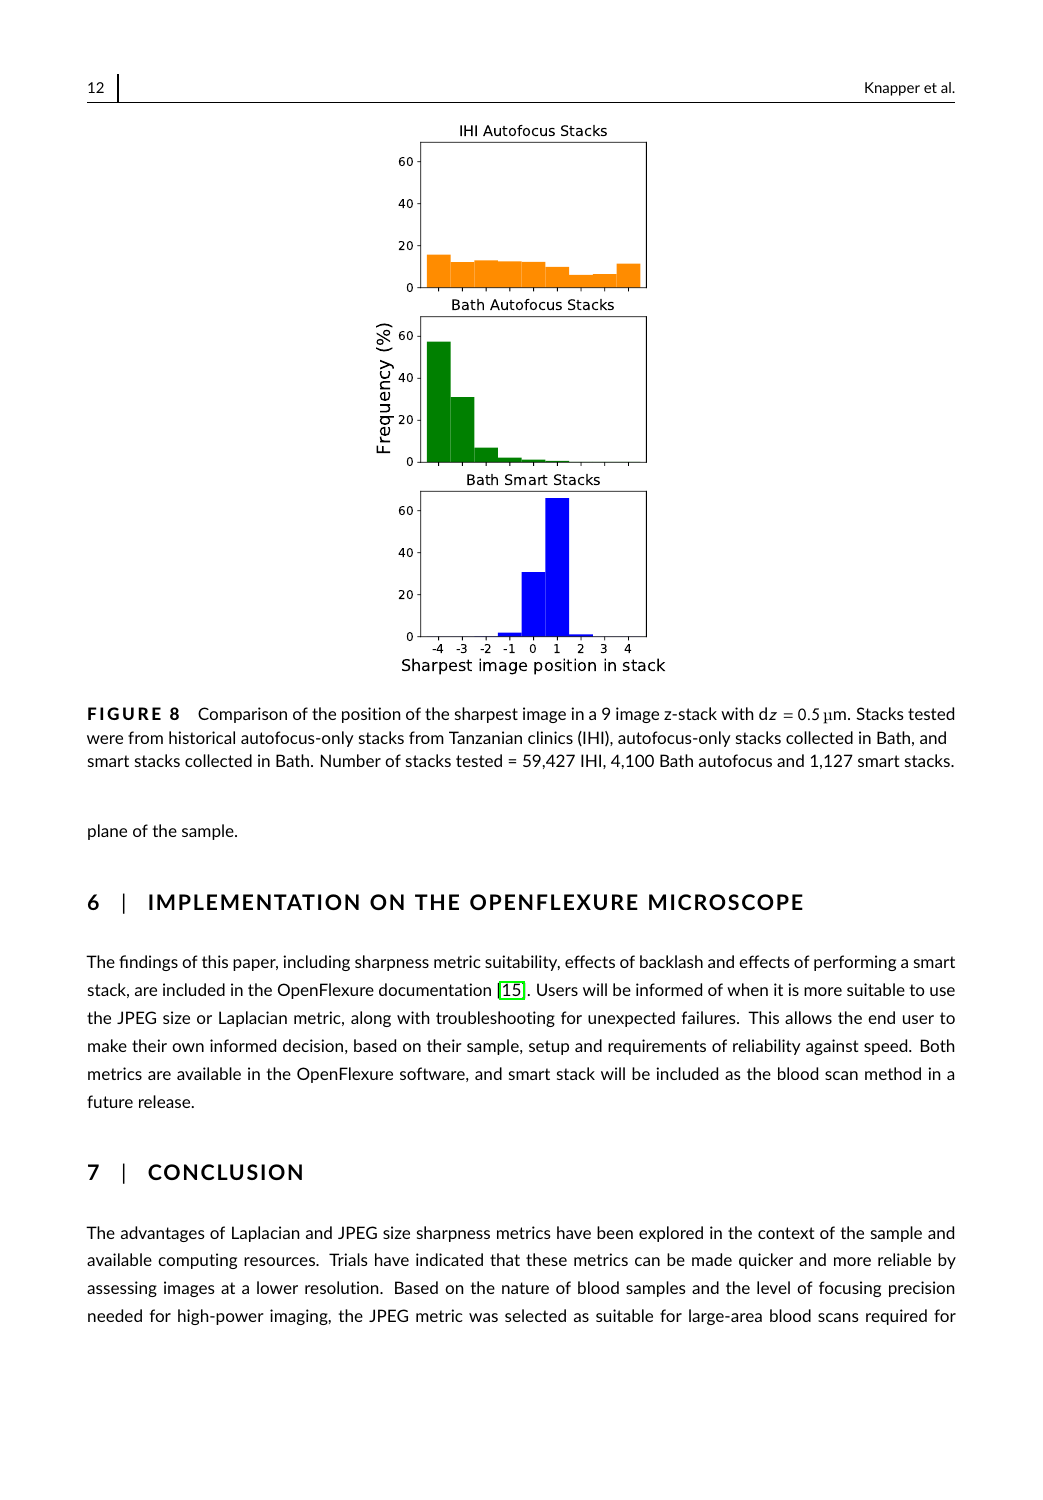 12
Knapper et al.
IHI Autofocus Stacks
60
40
20
0
Bath Autofocus Stacks
60
40
20
0
Frequency (%)
Bath Smart Stacks
60
40
20
0
-4 -3 -2 -1 0 1 2 3 4
Sharpest image position in stack
FIGURE 8 Comparison of the position of the sharpest image in a 9 image z-stack with dz = 0.5 µm. Stacks tested
were from historical autofocus-only stacks from Tanzanian clinics (IHI), autofocus-only stacks collected in Bath, and
smart stacks collected in Bath. Number of stacks tested = 59,427 IHI, 4,100 Bath autofocus and 1,127 smart stacks.
plane of the sample.
6 | IMPLEMENTATION ON THE OPENFLEXURE MICROSCOPE
The findings of this paper, including sharpness metric suitability, effects of backlash and effects of performing a smart
stack, are included in the OpenFlexure documentation [15]. Users will be informed of when it is more suitable to use
the JPEG size or Laplacian metric, along with troubleshooting for unexpected failures. This allows the end user to
make their own informed decision, based on their sample, setup and requirements of reliability against speed. Both
metrics are available in the OpenFlexure software, and smart stack will be included as the blood scan method in a
future release.
7 | CONCLUSION
The advantages of Laplacian and JPEG size sharpness metrics have been explored in the context of the sample and
available computing resources. Trials have indicated that these metrics can be made quicker and more reliable by
assessing images at a lower resolution. Based on the nature of blood samples and the level of focusing precision
needed for high-power imaging, the JPEG metric was selected as suitable for large-area blood scans required for